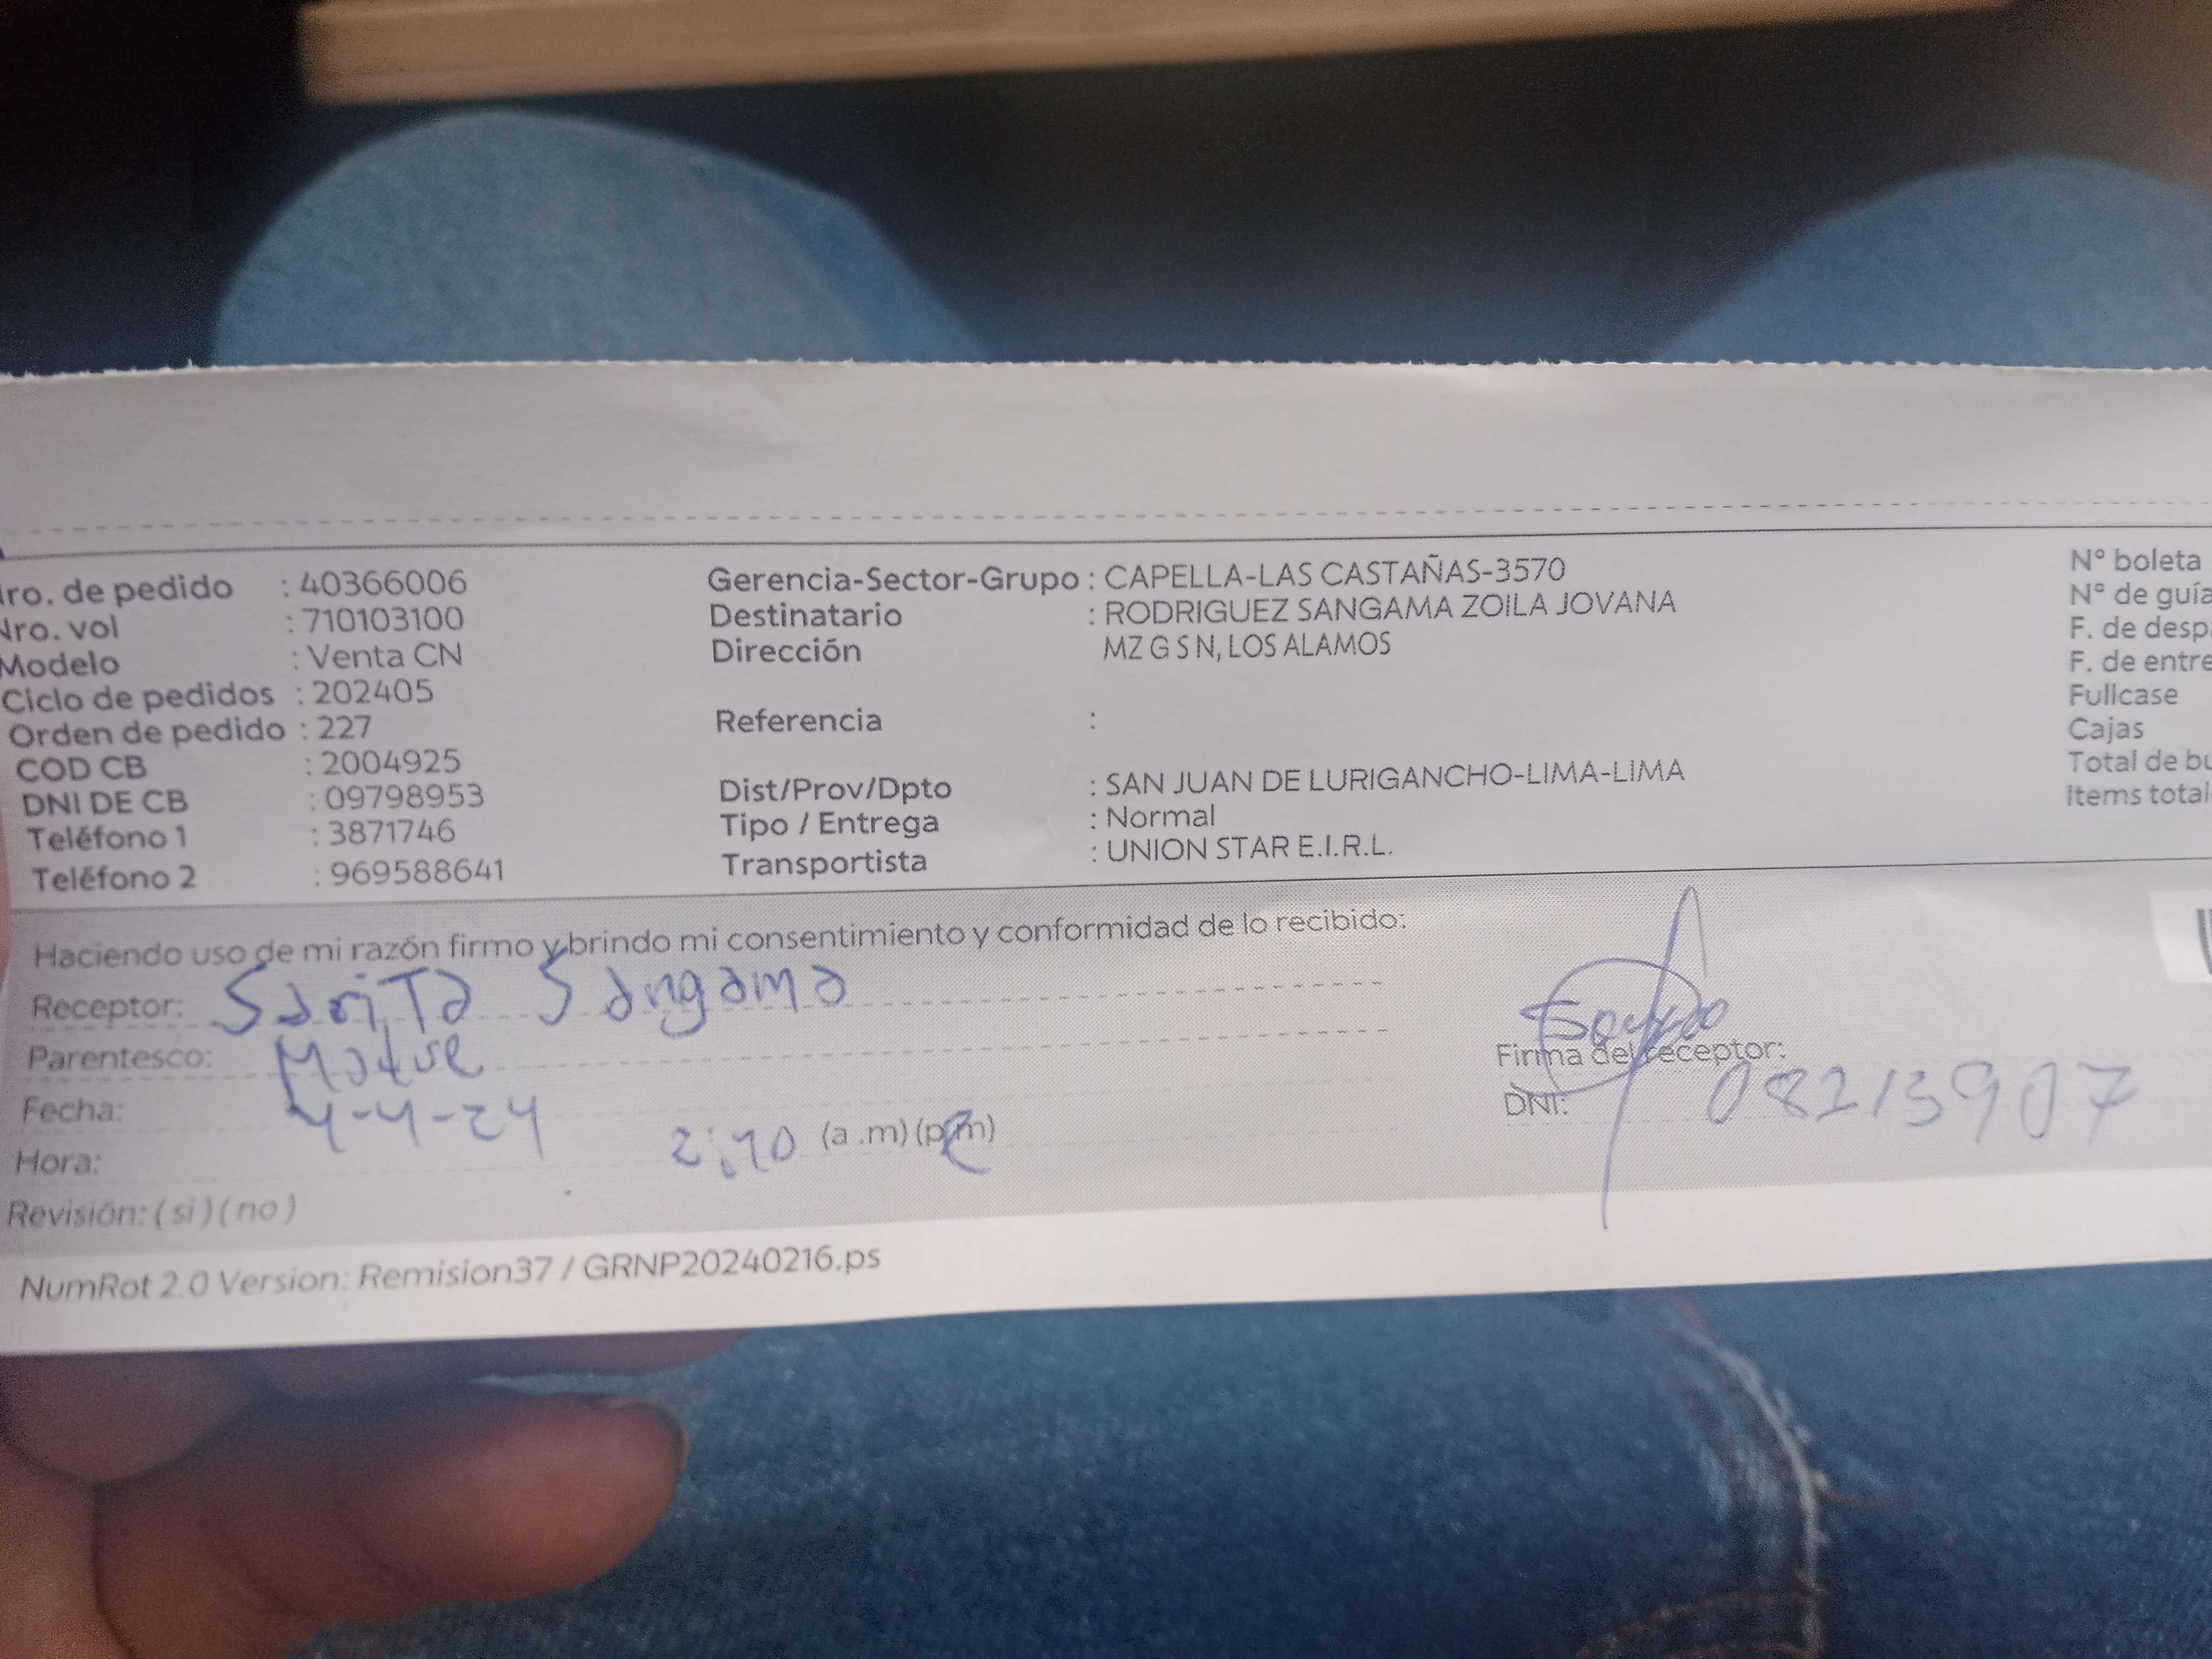 Nro. de pedido : 40366006
Nro. vol : 710103100
Modelo : Venta CN
Ciclo de pedidos : 202405
Orden de pedido : 227
COD CB : 2004925
DNI DE CB : 09798953
Teléfono 1 : 3871746
Teléfono 2 : 969588641
Gerencia-Sector-Grupo : CAPELLA-LAS CASTAÑAS-3570
Destinatario : RODRIGUEZ SANGAMA ZOILA JOVANA
Dirección MZ G S N, LOS ALAMOS
Referencia :
Dist/Prov/Dpto : SAN JUAN DE LURIGANCHO-LIMA-LIMA
Tipo / Entrega : Normal
Transportista : UNION STAR E.I.R.L.
N° boleta
N° de guía
F. de desp
F. de entre
Fullcase
Cajas
Total de bu
Items total
Haciendo uso de mi razón firmo y brindo mi consentimiento y conformidad de lo recibido:
Receptor: Sarita Sangama
Parentesco: Madre
Fecha: 4-4-24
Hora: 2:10 (a .m) (p.m)
Firma del receptor:
DNI: 08213907
Revisión: ( si ) ( no )
NumRot 2.0 Version: Remision37 / GRNP20240216.ps